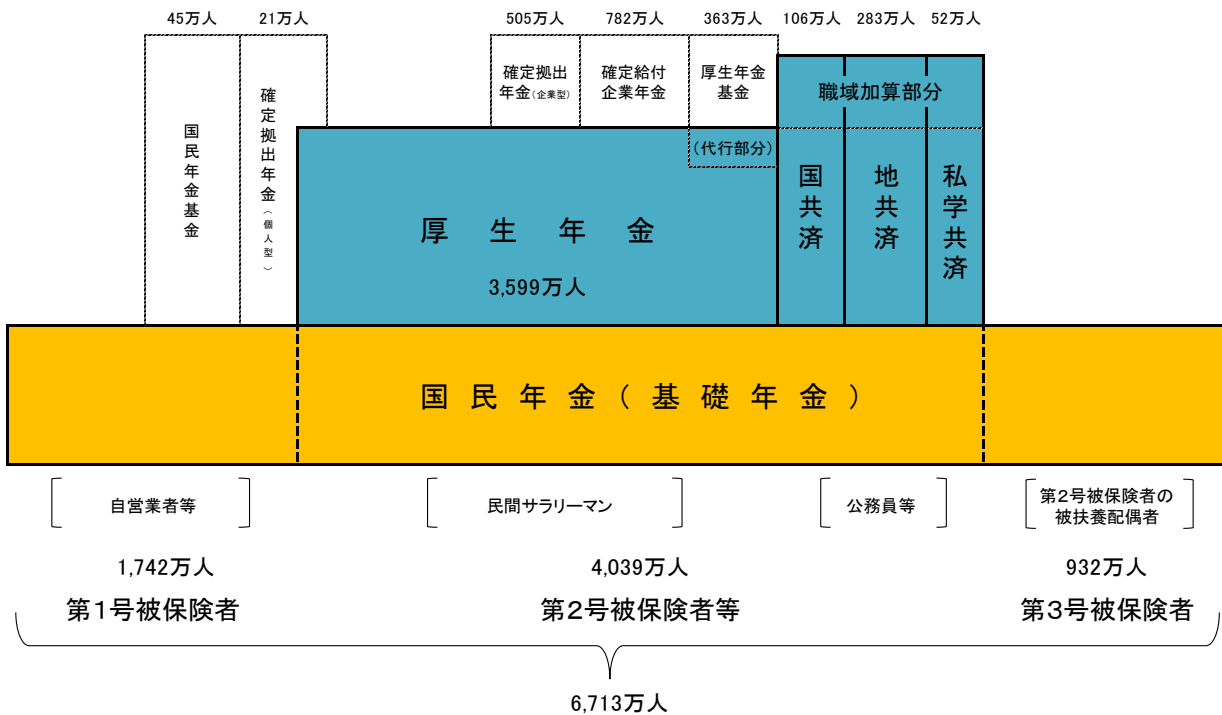 45万人
21万人
505万人
782万人
363万人
106万人
283万人
52万人
国民年金基金
確定拠出年金(個人型)
確定拠出
年金(企業型)
確定給付
企業年金
厚生年金
基金
(代行部分)
職域加算部分
厚生年金
3,599万人
国共済
地共済
私学共済
国民年金(基礎年金)
自営業者等
民間サラリーマン
公務員等
第2号被保険者の
被扶養配偶者
1,742万人
4,039万人
932万人
第1号被保険者
第2号被保険者等
第3号被保険者
6,713万人